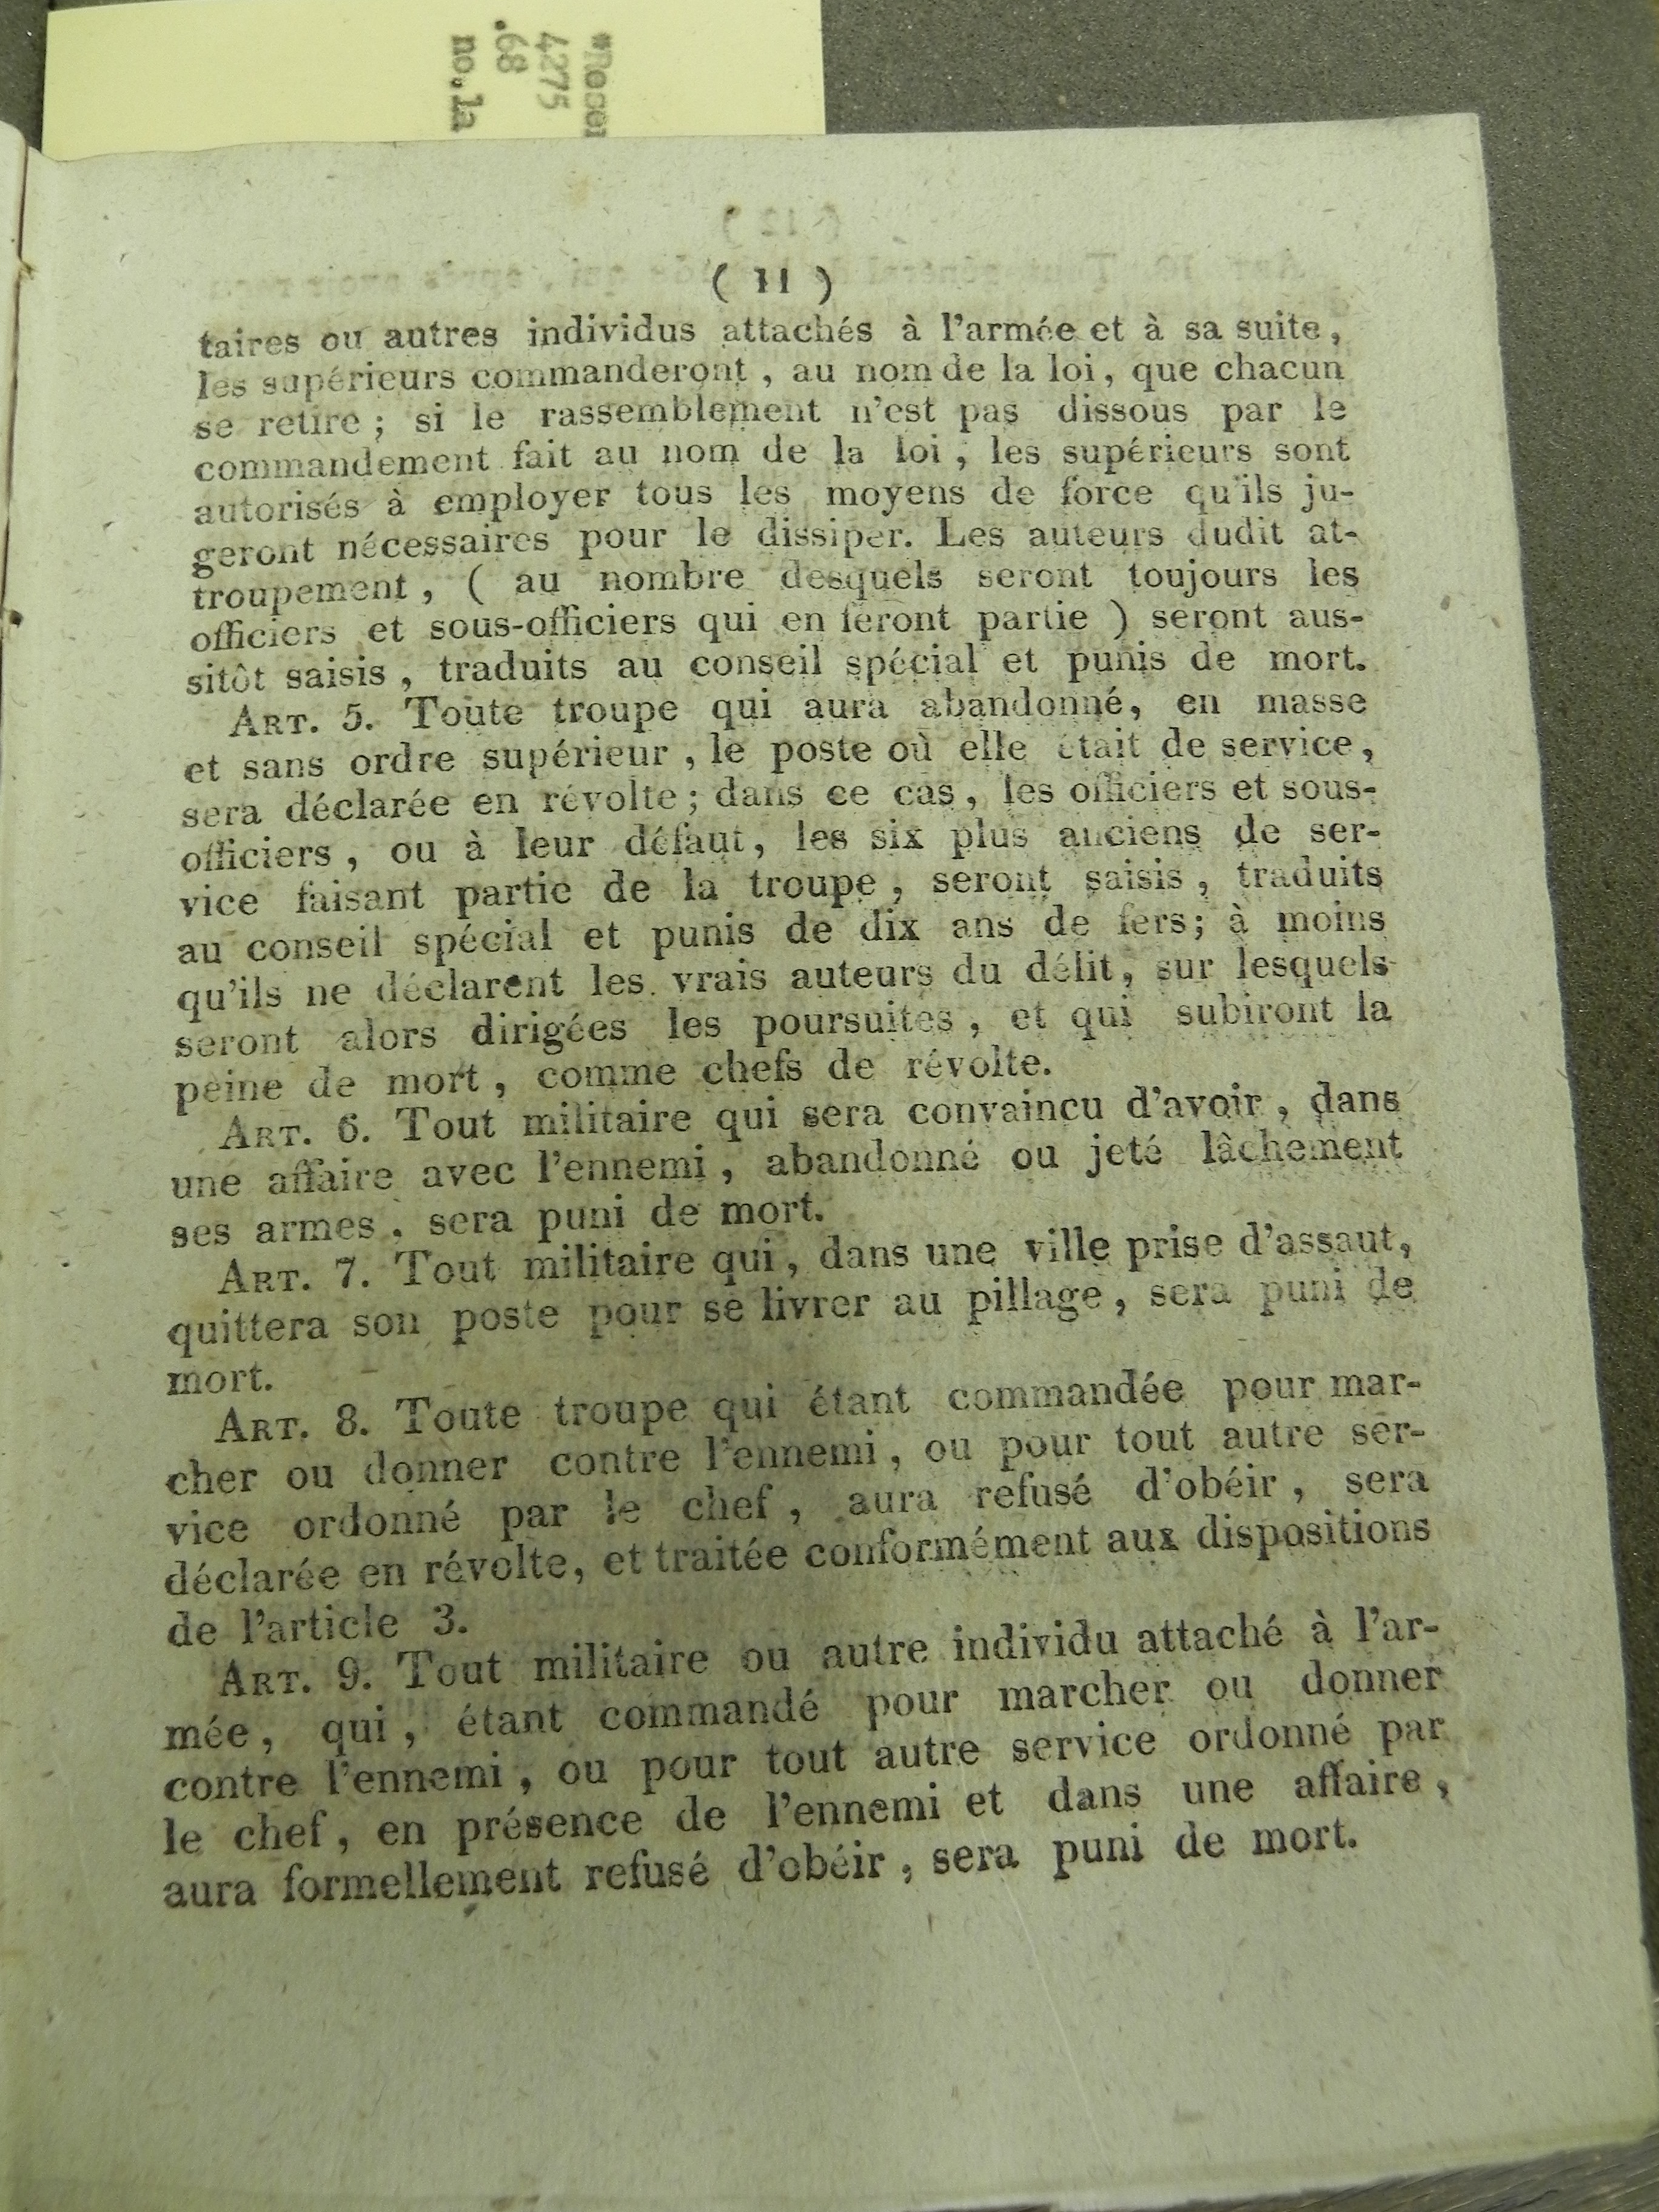 *Mosel
4275
.68
no.1a
( 11 )
taires ou autres individus attachés à l'armée et à sa suite,
les supérieurs commanderont, au nom de la loi, que chacun
se retire; si le rassemblement n'est pas dissous par le
commandement fait au nom de la loi, les supérieurs sont
autorisés à employer tous les moyens de force qu'ils ju-
geront nécessaires pour le dissiper. Les auteurs dudit at-
troupement, ( au nombre desquels seront toujours les
officiers et sous-officiers qui en feront partie ) seront aus-
sitôt saisis, traduits au conseil spécial et punis de mort.
ART. 5. Toute troupe qui aura abandonné, en masse
et sans ordre supérieur, le poste où elle était de service,
sera déclarée en révolte; dans ce cas, les officiers et sous-
officiers, ou à leur défaut, les six plus anciens de ser-
vice faisant partie de la troupe, seront saisis, traduits
au conseil spécial et punis de dix ans de fers; à moins
qu'ils ne déclarent les vrais auteurs du délit, sur lesquels
seront alors dirigées les poursuites, et qui subiront la
peine de mort, comme chefs de révolte.
ART. 6. Tout militaire qui sera convaincu d'avoir, dans
une affaire avec l'ennemi, abandonné ou jeté lâchement
ses armes, sera puni de mort.
ART. 7. Tout militaire qui, dans une ville prise d'assaut,
quittera son poste pour se livrer au pillage, sera puni de
mort.
ART. 8. Toute troupe qui étant commandée pour mar-
cher ou donner contre l'ennemi, ou pour tout autre ser-
vice ordonné par le chef, aura refusé d'obéir, sera
déclarée en révolte, et traitée conformément aux dispositions
de l'article 3.
ART. 9. Tout militaire ou autre individu attaché à l'ar-
mée, qui, étant commandé pour marcher ou donner
contre l'ennemi, ou pour tout autre service ordonné par
le chef, en présence de l'ennemi et dans une affaire,
aura formellement refusé d'obéir, sera puni de mort.